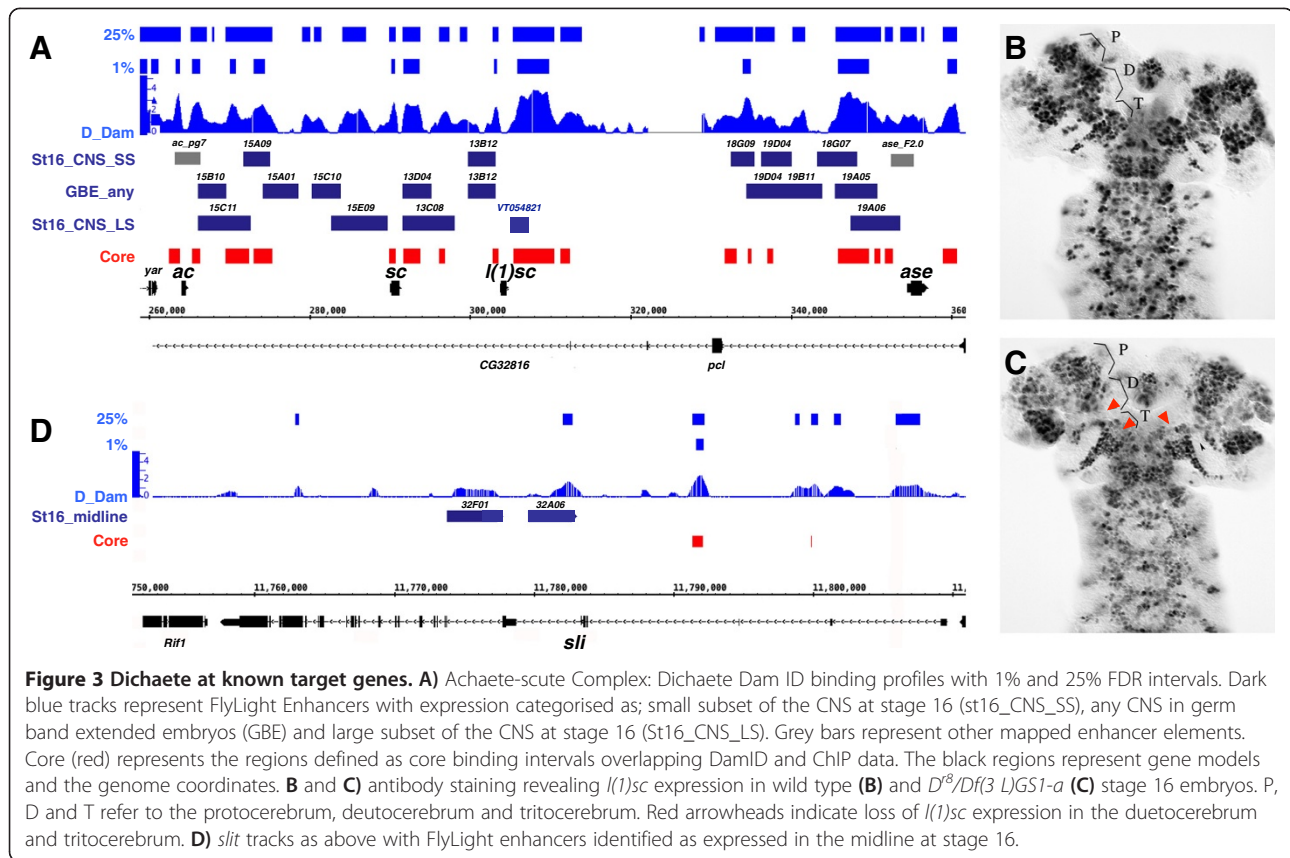 A
25%
1%
4
2
0
D_Dam
ac_pg7 15A09 13B12 18G09 19D04 18G07 ase_F2.0
St16_CNS_SS
15B10 15A01 15C10 13D04 13B12 19D04 19B11 19A05
GBE_any
15C11 15E09 13C08 VT054821 19A06
St16_CNS_LS
Core
yar ac sc l(1)sc ase
260,000 280,000 300,000 320,000 340,000 360
CG32816 pcl
B
P
D
T
C
P
D
T
D
25%
1%
4
2
0
D_Dam
32F01 32A06
St16_midline
Core
750,000 11,760,000 11,770,000 11,780,000 11,790,000 11,800,000 11,
Rif1 sli
Figure 3 Dichaete at known target genes. A) Achaete-scute Complex: Dichaete Dam ID binding profiles with 1% and 25% FDR intervals. Dark
blue tracks represent FlyLight Enhancers with expression categorised as; small subset of the CNS at stage 16 (st16_CNS_SS), any CNS in germ
band extended embryos (GBE) and large subset of the CNS at stage 16 (St16_CNS_LS). Grey bars represent other mapped enhancer elements.
Core (red) represents the regions defined as core binding intervals overlapping DamID and ChIP data. The black regions represent gene models
and the genome coordinates. B and C) antibody staining revealing l(1)sc expression in wild type (B) and D^r8/Df(3 L)GS1-a (C) stage 16 embryos. P,
D and T refer to the protocerebrum, deutocerebrum and tritocerebrum. Red arrowheads indicate loss of l(1)sc expression in the duetocerebrum
and tritocerebrum. D) slit tracks as above with FlyLight enhancers identified as expressed in the midline at stage 16.